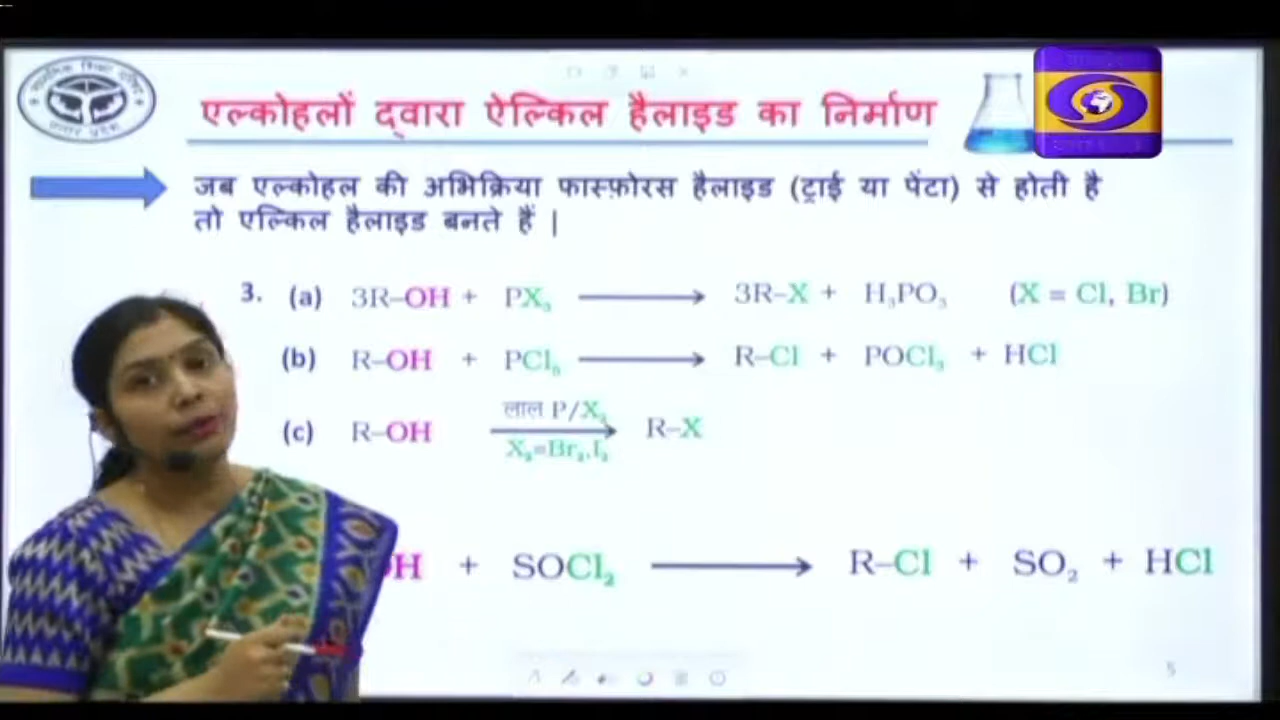 एल्कोहलों द्वारा ऐल्किल हैलाइड का निर्माण
जब एल्कोहल की अभिक्रिया फास्फ़ोरस हैलाइड (ट्राई या पेंटा) से होती है
तो एल्किल हैलाइड बनते हैं |
3. (a) 3R–OH + PX₃ ⟶ 3R–X + H₃PO₃ (X = Cl, Br)
(b) R–OH + PCl₅ ⟶ R–Cl + POCl₃ + HCl
लाल P/X₂
(c) R–OH ⟶ R–X
X₂=Br₂,I₂
H + SOCl₂ ⟶ R–Cl + SO₂ + HCl
5